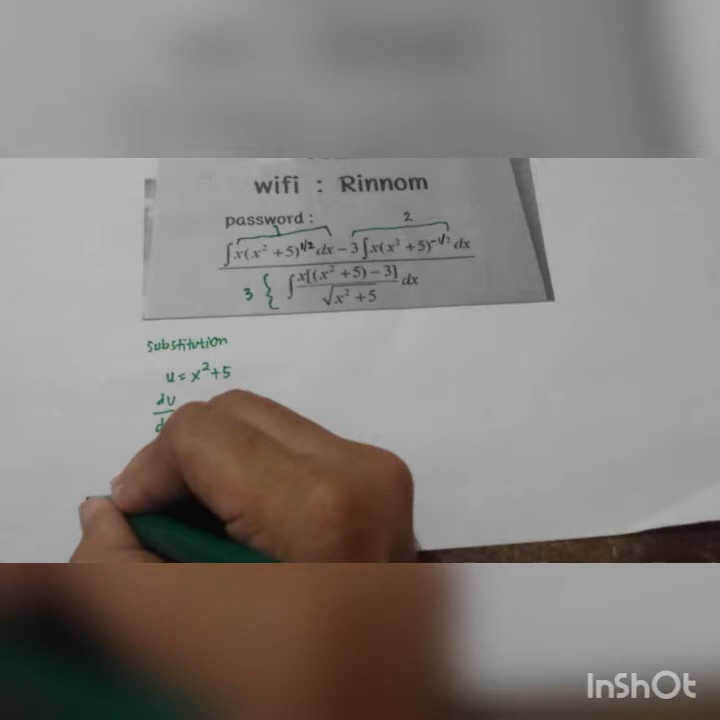 wifi : Rinnom
password :
1 2
∫x(x² + 5)^1/2 dx − 3∫x(x² + 5)^−1/2 dx
3 { ∫ x[(x² + 5) − 3] / √x² + 5 dx
substitution
u = x² + 5
du
InShOt